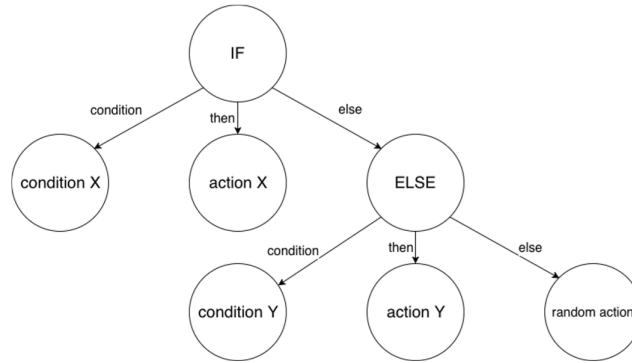 IF
condition
then
else
condition X
action X
ELSE
condition
then
else
condition Y
action Y
random action